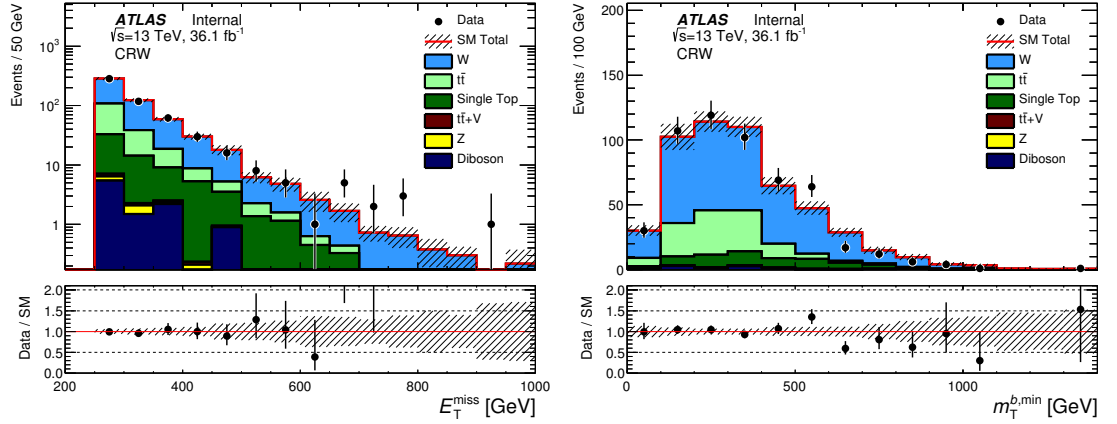 ATLAS Internal
√s=13 TeV, 36.1 fb⁻¹
CRW
Data
SM Total
W
tt̄
Single Top
tt̄+V
Z
Diboson
Events / 50 GeV
10³
10²
10
1
Data / SM
2.0
1.5
1.0
0.5
0.0
200 400 600 800 1000
E_T^miss [GeV]
ATLAS Internal
√s=13 TeV, 36.1 fb⁻¹
CRW
Data
SM Total
W
tt̄
Single Top
tt̄+V
Z
Diboson
Events / 100 GeV
200
150
100
50
0
Data / SM
2.0
1.5
1.0
0.5
0.0
0 500 1000
m_T^b,min [GeV]